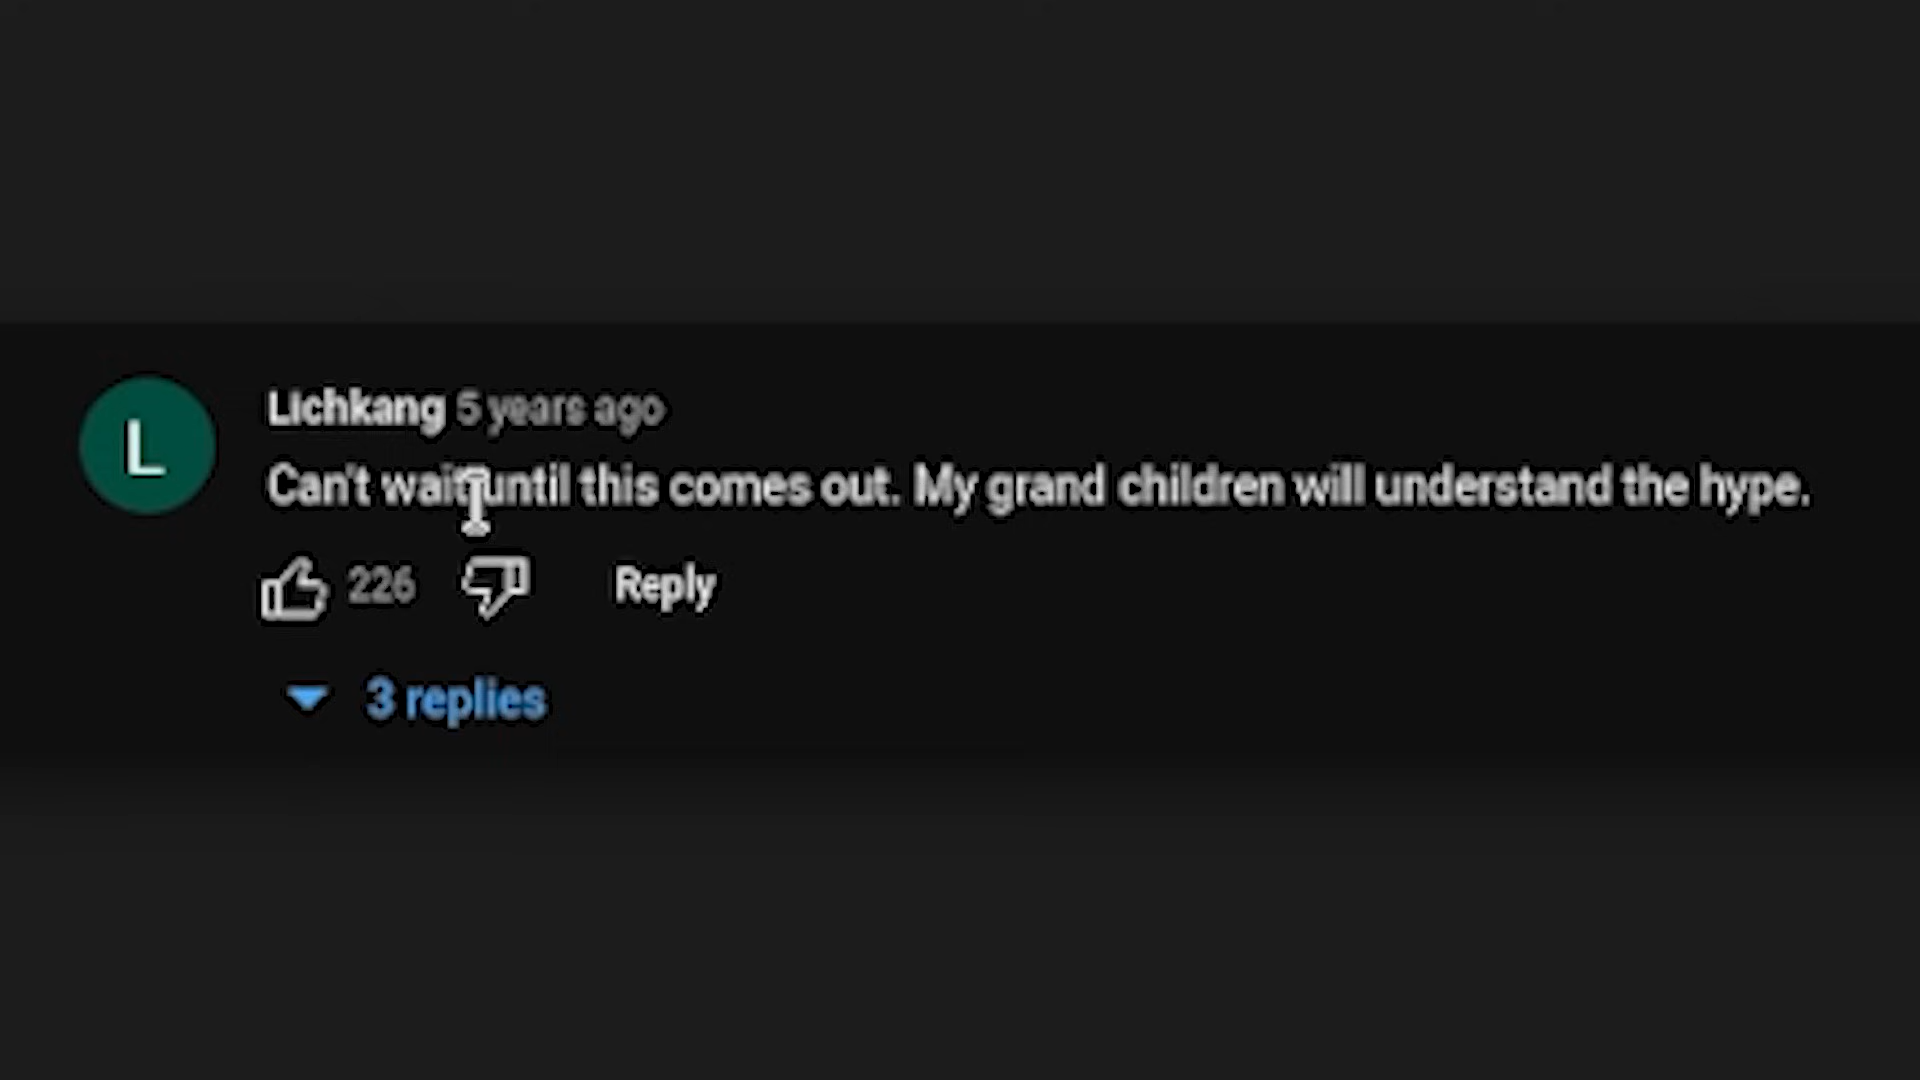 L
Lichkang 5 years ago
Can't wait until this comes out. My grand children will understand the hype.
226 Reply
3 replies